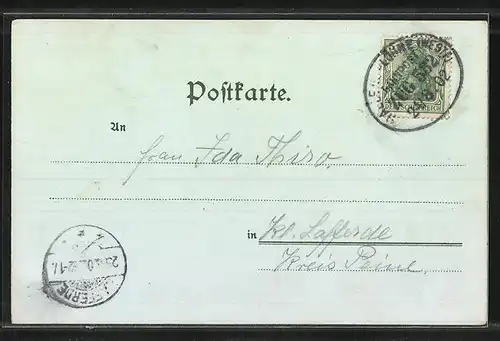 Postkarte.
An
Frau Ida Thiro.
in Kl. Lafferde
Kreis Peine.